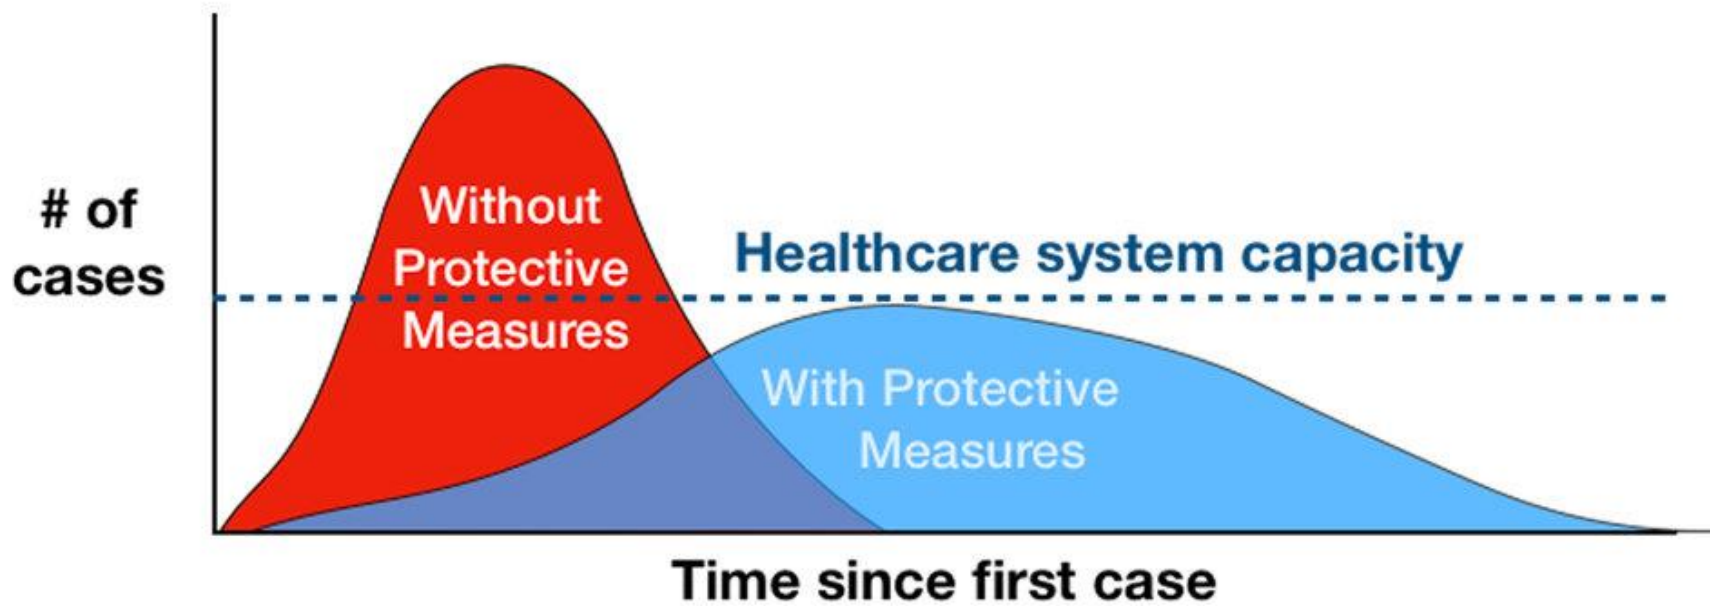 # of
cases
Without
Protective
Measures
Healthcare system capacity
With Protective
Measures
Time since first case